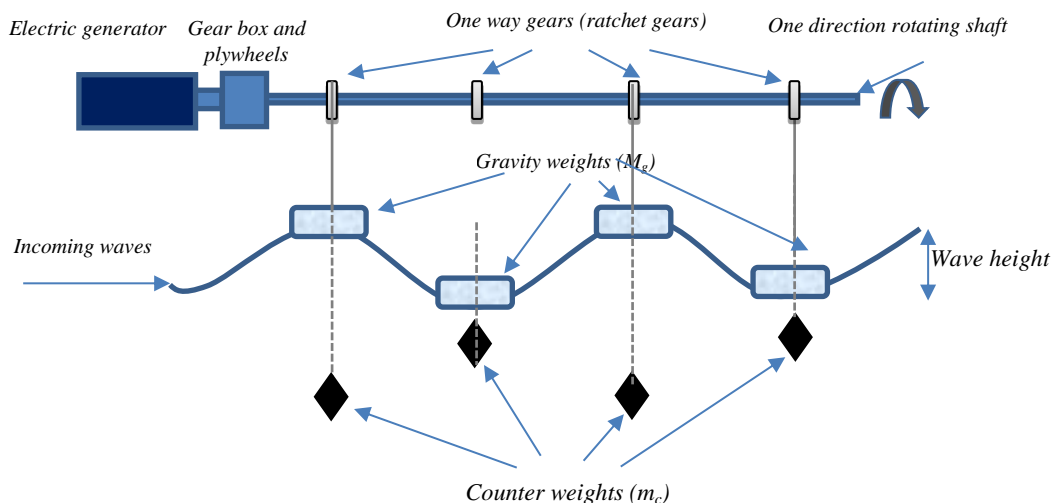 One way gears (ratchet gears)
One direction rotating shaft
Electric generator
Gear box and
plywheels
Gravity weights (Mg)
Incoming waves
Wave height
Counter weights (mc)